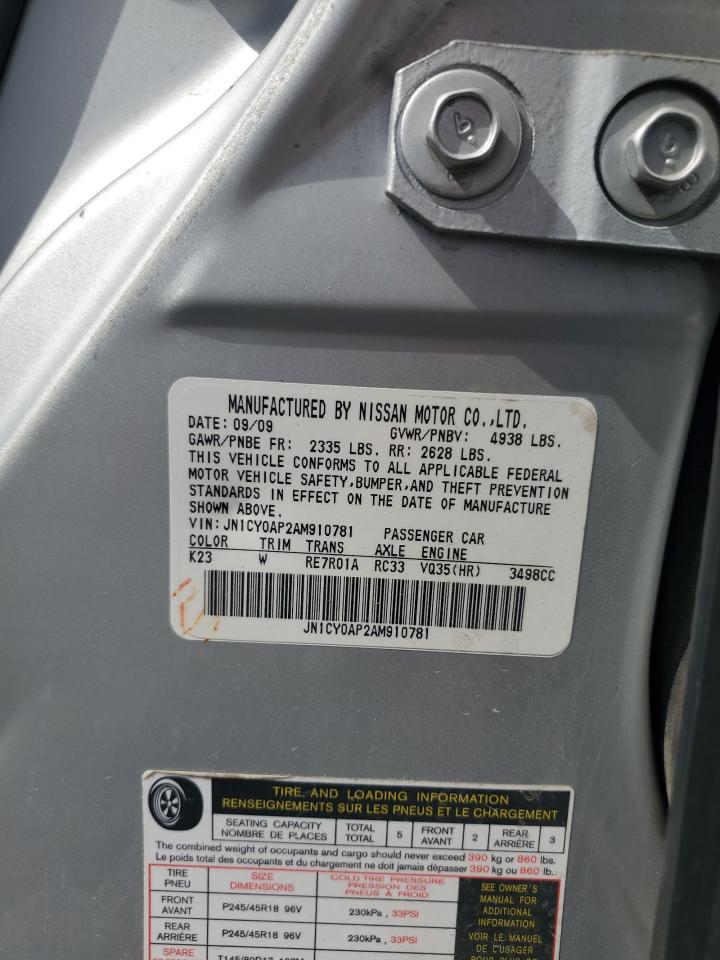 MANUFACTURED BY NISSAN MOTOR CO.,LTD.
DATE: 09/09 GVWR/PNBV: 4938 LBS.
GAWR/PNBE FR: 2335 LBS. RR: 2628 LBS.
THIS VEHICLE CONFORMS TO ALL APPLICABLE FEDERAL
MOTOR VEHICLE SAFETY,BUMPER,AND THEFT PREVENTION
STANDARDS IN EFFECT ON THE DATE OF MANUFACTURE
SHOWN ABOVE.
VIN:JN1CY0AP2AM910781 PASSENGER CAR
COLOR TRIM TRANS AXLE ENGINE
K23 W RE7R01A RC33 VQ35(HR) 3498CC
JN1CY0AP2AM910781
TIRE AND LOADING INFORMATION
RENSEIGNEMENTS SUR LES PNEUS ET LE CHARGEMENT
SEATING CAPACITY TOTAL 5 FRONT 2 REAR 3
NOMBRE DE PLACES TOTAL AVANT ARRIÈRE
The combined weight of occupants and cargo should never exceed 390 kg or 860 lbs.
Le poids total des occupants et du chargement ne doit jamais dépasser 390 kg ou 860 lb.
TIRE SIZE COLD TIRE PRESSURE
PNEU DIMENSIONS PRESSION DES
PNEUS À FROID
FRONT
AVANT P245/45R18 96V 230kPa , 33PSI
REAR
ARRIÈRE P245/45R18 96V 230kPa , 33PSI
SPARE
SEE OWNER'S
MANUAL FOR
ADDITIONAL
INFORMATION
VOIR LE MANUEL
DE L'USAGER